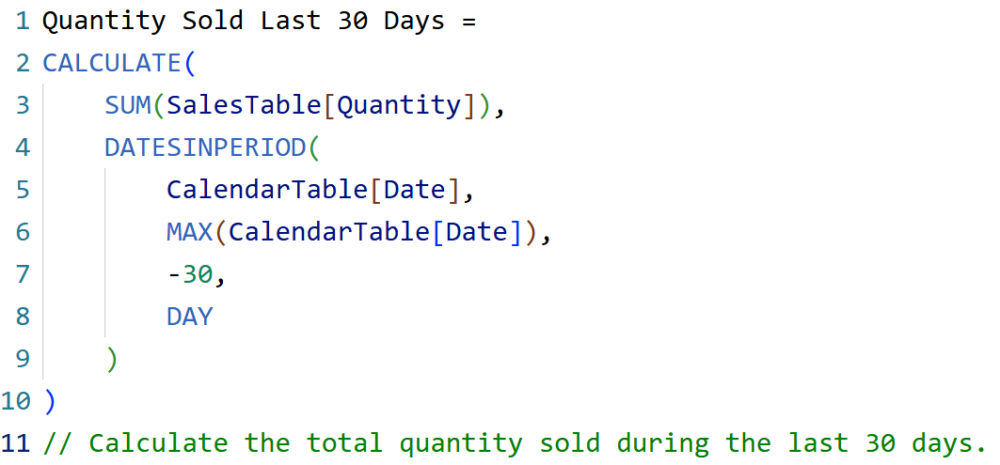 1 Quantity Sold Last 30 Days =
2 CALCULATE(
3 SUM(SalesTable[Quantity]),
4 DATESINPERIOD(
5 CalendarTable[Date],
6 MAX(CalendarTable[Date]),
7 -30,
8 DAY
9 )
10 )
11 // Calculate the total quantity sold during the last 30 days.